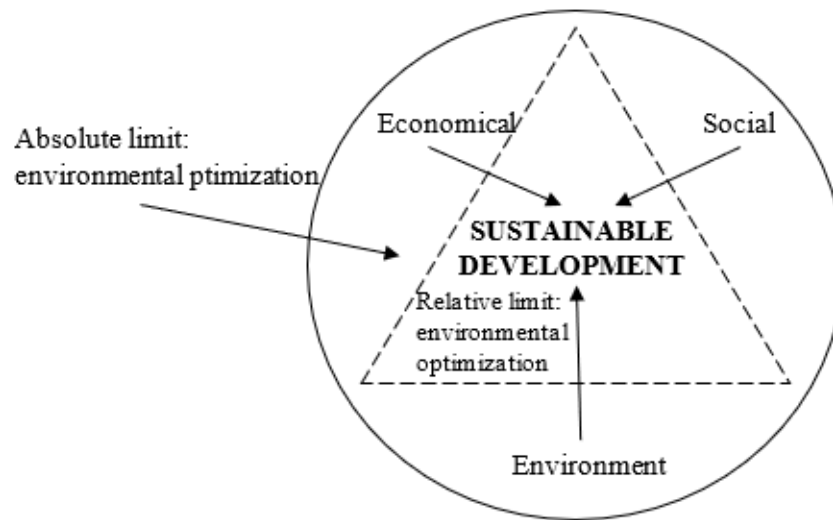 Economical
Social
Absolute limit:
environmental ptimization
SUSTAINABLE
DEVELOPMENT
Relative limit:
environmental
optimization
Environment